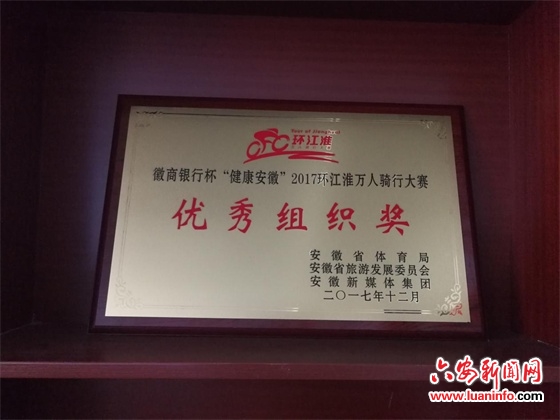 Tour of Jianghuai
环江淮
徽商银行杯“健康安徽”2017环江淮万人骑行大赛
优秀组织奖
安徽省体育局
安徽省旅游发展委员会
安徽新媒体集团
二〇一七年十二月
六安新闻网
www.luaninfo.com